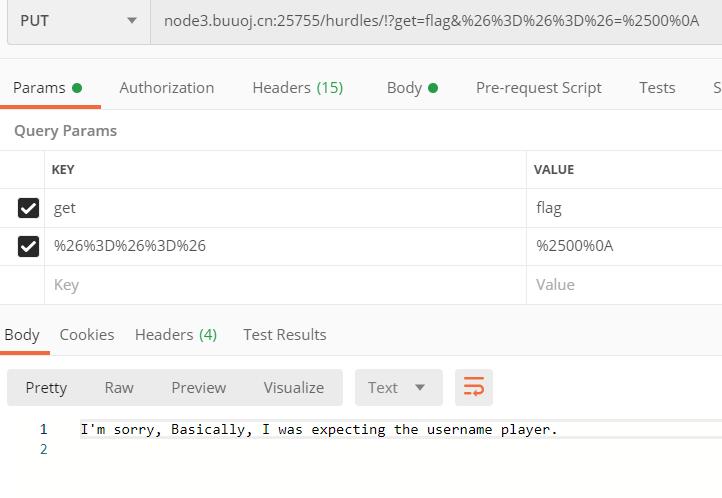 PUT node3.buuoj.cn:25755/hurdles/!?get=flag&%26%3D%26%3D%26=%2500%0A
Params Authorization Headers (15) Body Pre-request Script Tests S
Query Params
KEY VALUE
get flag
%26%3D%26%3D%26 %2500%0A
Key Value
Body Cookies Headers (4) Test Results
Pretty Raw Preview Visualize Text
1 I'm sorry, Basically, I was expecting the username player.
2